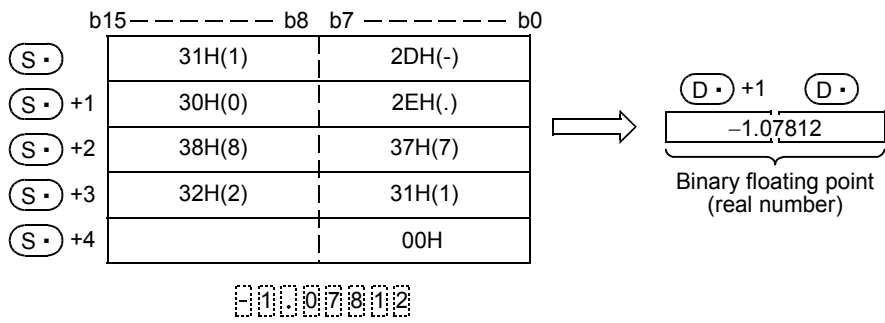 b15 — — — — — — b8 b7 — — — — — — b0
S· 31H(1) 2DH(-)
S· +1 30H(0) 2EH(.)
S· +2 38H(8) 37H(7)
S· +3 32H(2) 31H(1)
S· +4 00H
-1.07812
D· +1 D·
−1.07812
Binary floating point
(real number)